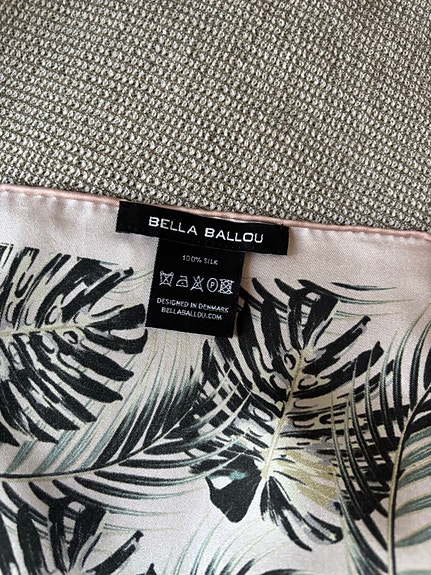 BELLA BALLOU
100% SILK
DESIGNED IN DENMARK
BELLABALLOU.COM